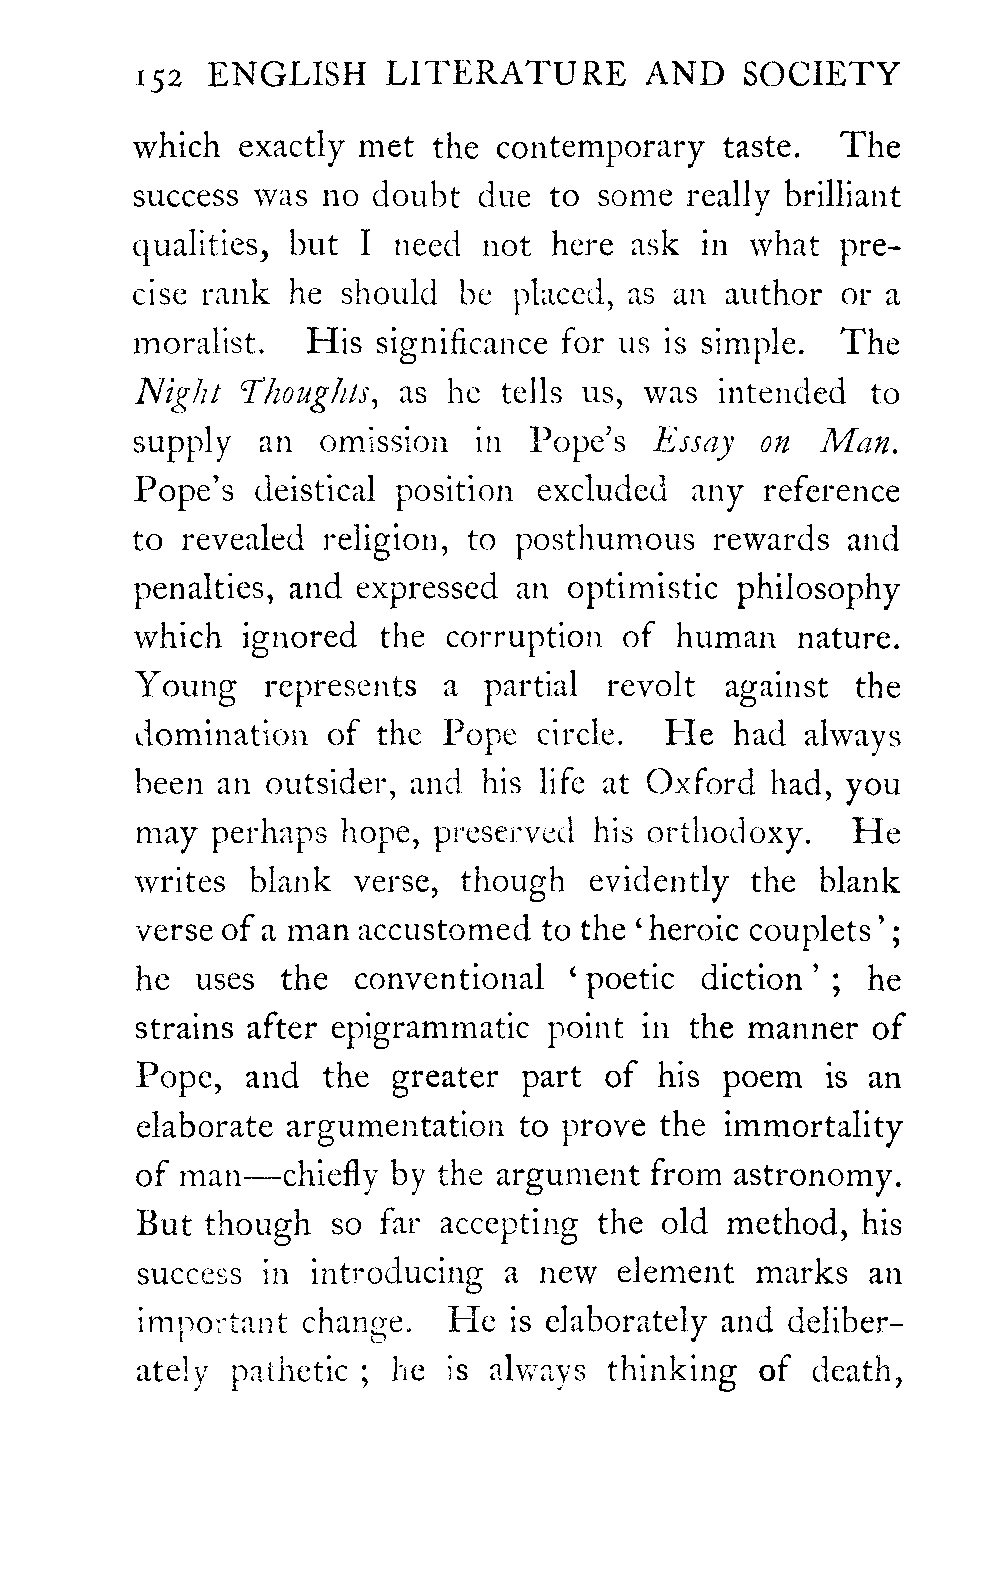 152 ENGLISH LITERATURE AND SOCIETY
which exactly met the contemporary taste. The
success was no doubt due to some really brilliant
qualities, but I need not here ask in what pre-
cise rank he should be placed, as an author or a
moralist. His significance for us is simple. The
Night Thoughts, as he tells us, was intended to
supply an omission in Pope's Essay on Man.
Pope's deistical position excluded any reference
to revealed religion, to posthumous rewards and
penalties, and expressed an optimistic philosophy
which ignored the corruption of human nature.
Young represents a partial revolt against the
domination of the Pope circle. He had always
been an outsider, and his life at Oxford had, you
may perhaps hope, preserved his orthodoxy. He
writes blank verse, though evidently the blank
verse of a man accustomed to the ‘heroic couplets’;
he uses the conventional ‘poetic diction’; he
strains after epigrammatic point in the manner of
Pope, and the greater part of his poem is an
elaborate argumentation to prove the immortality
of man—chiefly by the argument from astronomy.
But though so far accepting the old method, his
success in introducing a new element marks an
important change. He is elaborately and deliber-
ately pathetic; he is always thinking of death,